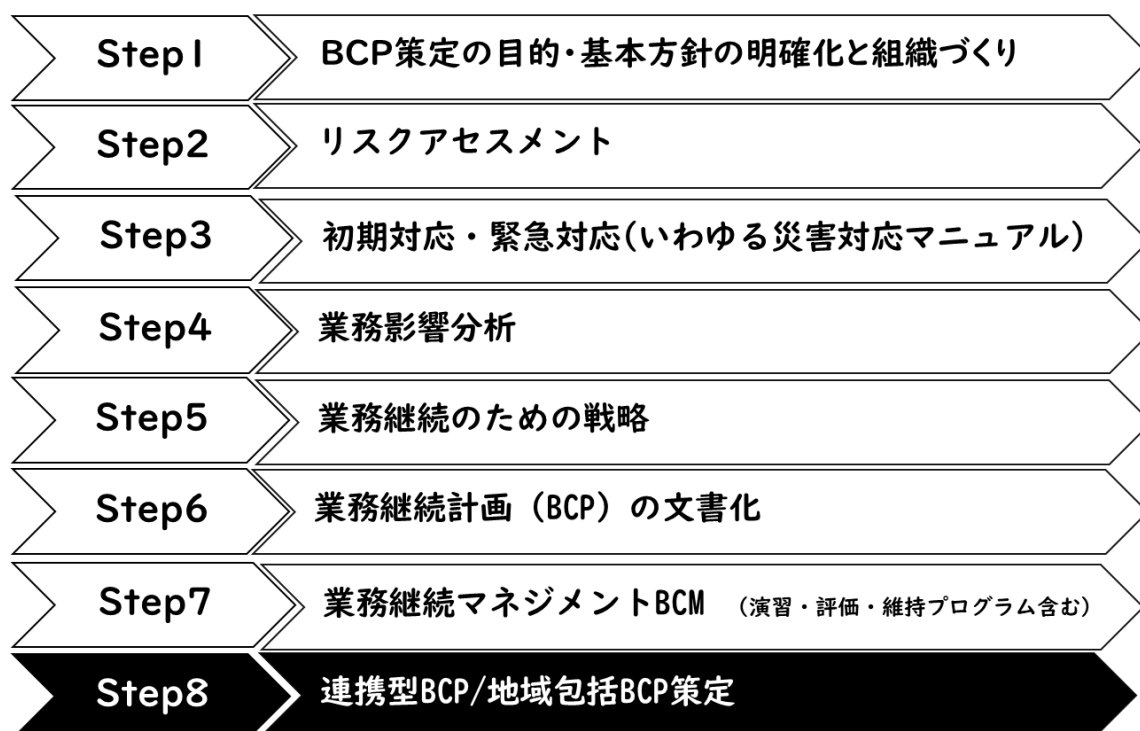 Step1 BCP策定の目的・基本方針の明確化と組織づくり
Step2 リスクアセスメント
Step3 初期対応・緊急対応(いわゆる災害対応マニュアル)
Step4 業務影響分析
Step5 業務継続のための戦略
Step6 業務継続計画（BCP）の文書化
Step7 業務継続マネジメントBCM （演習・評価・維持プログラム含む）
Step8 連携型BCP/地域包括BCP策定